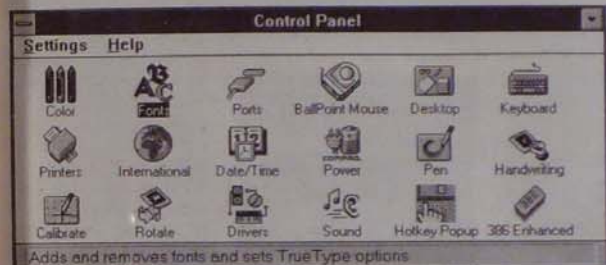 Control Panel
Settings Help
Color Fonts Ports BallPoint Mouse Desktop Keyboard
Printers International Date/Time Power Pen Handwriting
Calibrate Rotate Drivers Sound Hotkey Popup 386 Enhanced
Adds and removes fonts and sets TrueType options